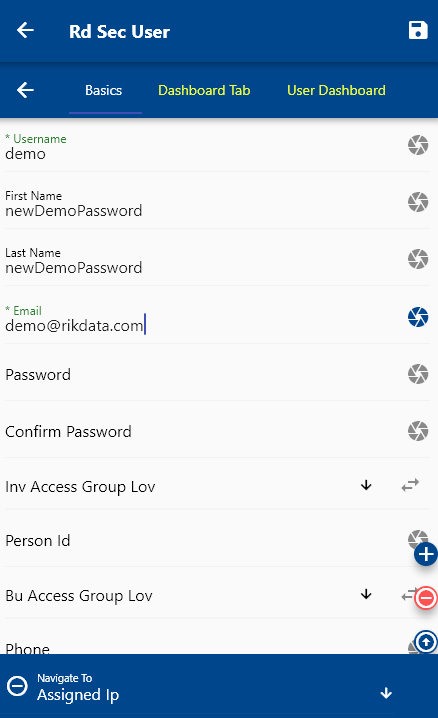 Rd Sec User
Basics Dashboard Tab User Dashboard
* Username
demo
First Name
newDemoPassword
Last Name
newDemoPassword
* Email
demo@rikdata.com
Password
Confirm Password
Inv Access Group Lov
Person Id
Bu Access Group Lov
Phone
Navigate To
Assigned Ip